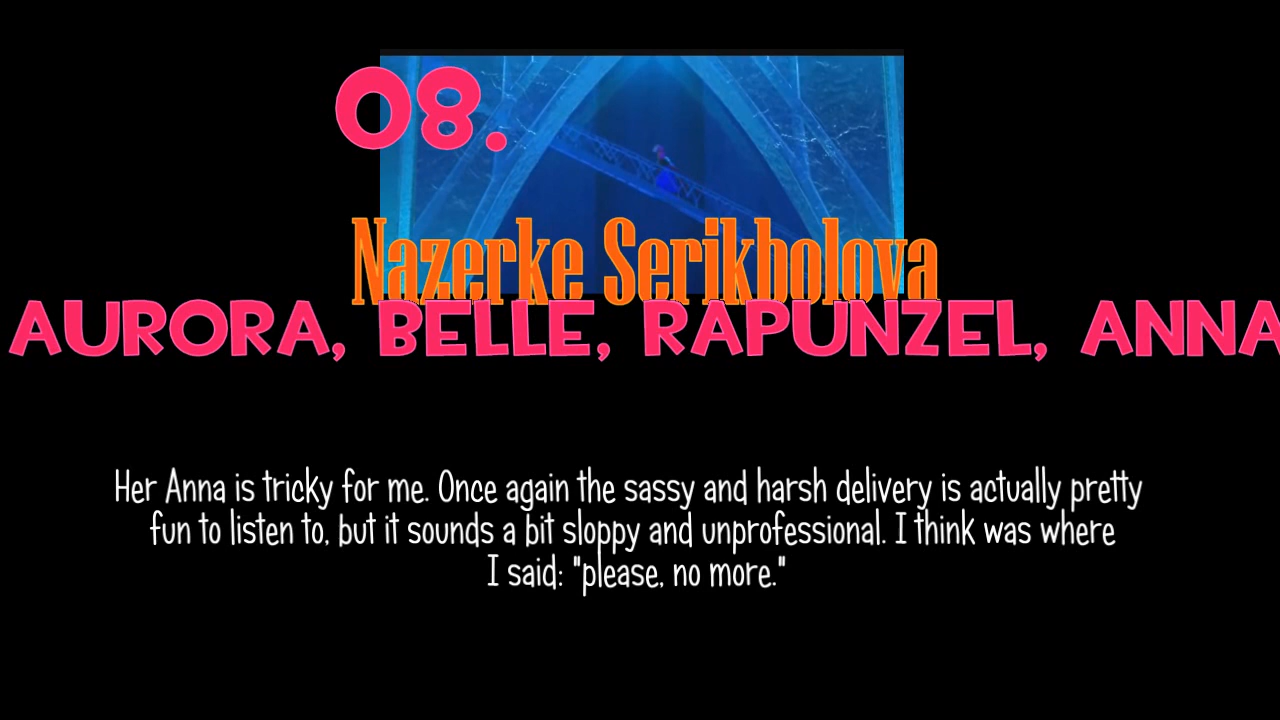 08.
Nazerke Serikbolova
AURORA, BELLE, RAPUNZEL, ANNA
Her Anna is tricky for me. Once again the sassy and harsh delivery is actually pretty
fun to listen to, but it sounds a bit sloppy and unprofessional. I think was where
I said: "please, no more."